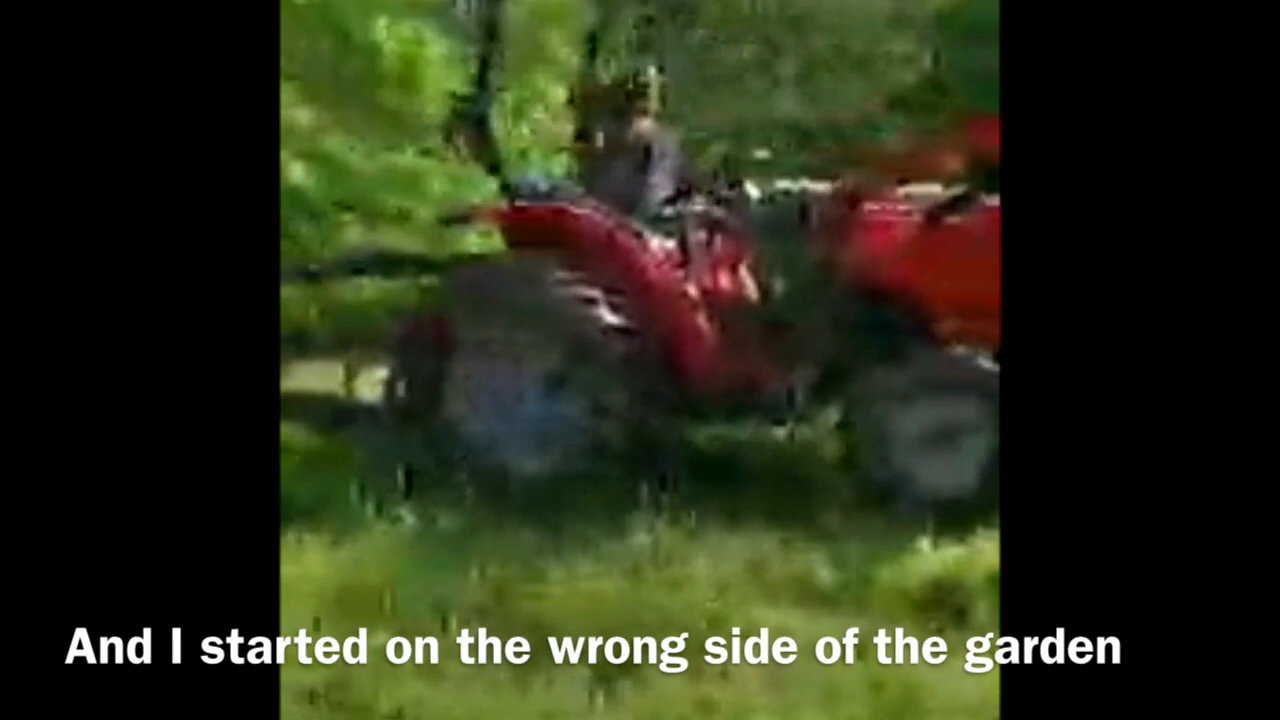 And I started on the wrong side of the garden